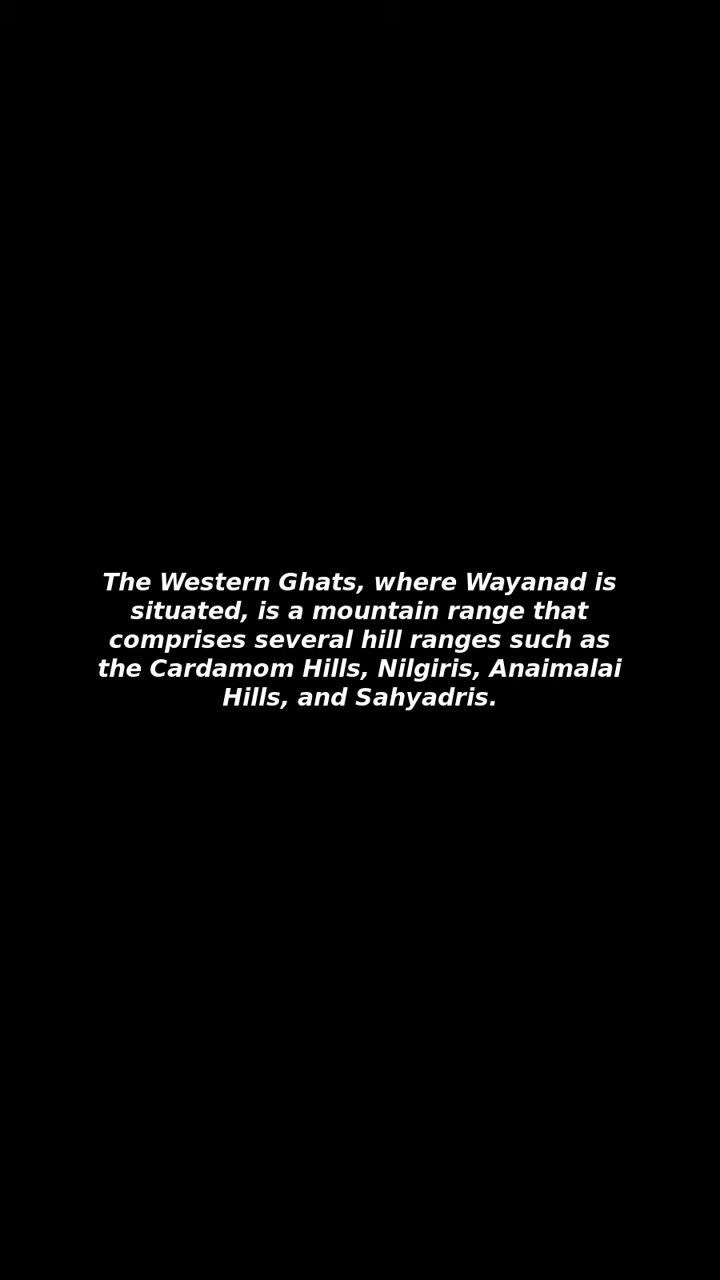 The Western Ghats, where Wayanad is
situated, is a mountain range that
comprises several hill ranges such as
the Cardamom Hills, Nilgiris, Anaimalai
Hills, and Sahyadris.